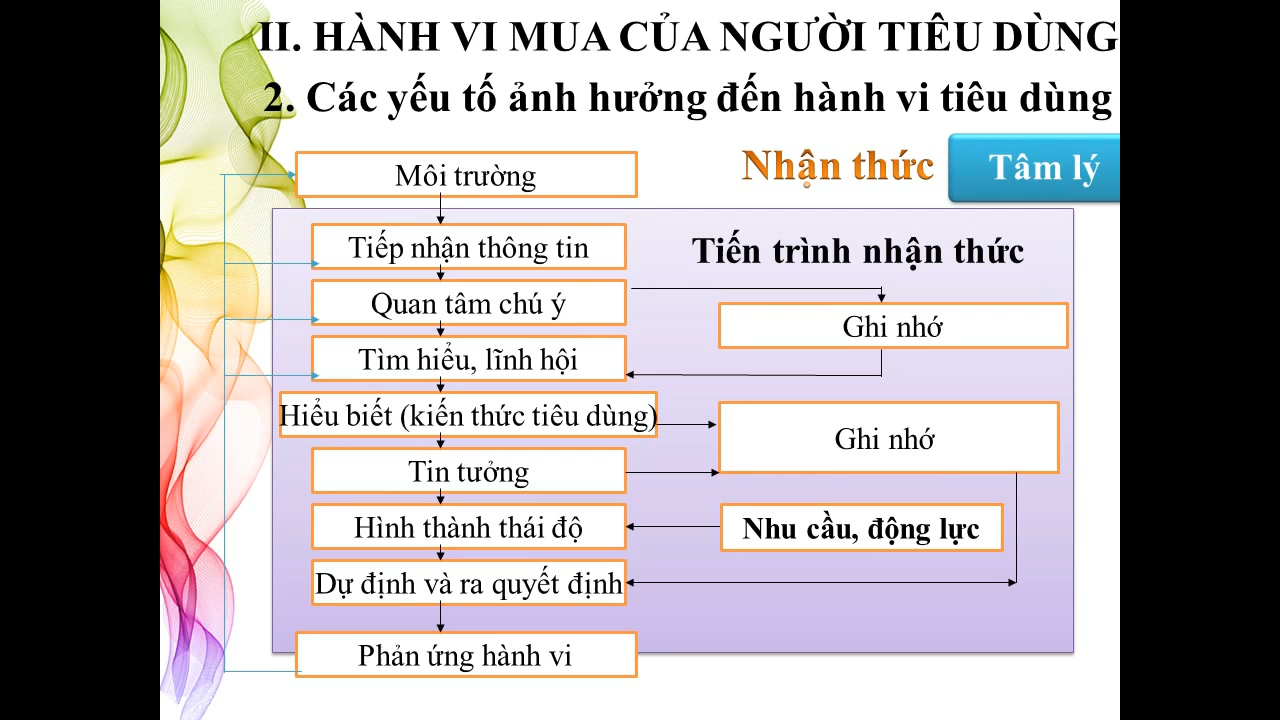 II. HÀNH VI MUA CỦA NGƯỜI TIÊU DÙNG
2. Các yếu tố ảnh hưởng đến hành vi tiêu dùng
Nhận thức
Tâm lý
Môi trường
Tiến trình nhận thức
Tiếp nhận thông tin
Quan tâm chú ý
Ghi nhớ
Tìm hiểu, lĩnh hội
Hiểu biết (kiến thức tiêu dùng)
Ghi nhớ
Tin tưởng
Hình thành thái độ
Nhu cầu, động lực
Dự định và ra quyết định
Phản ứng hành vi